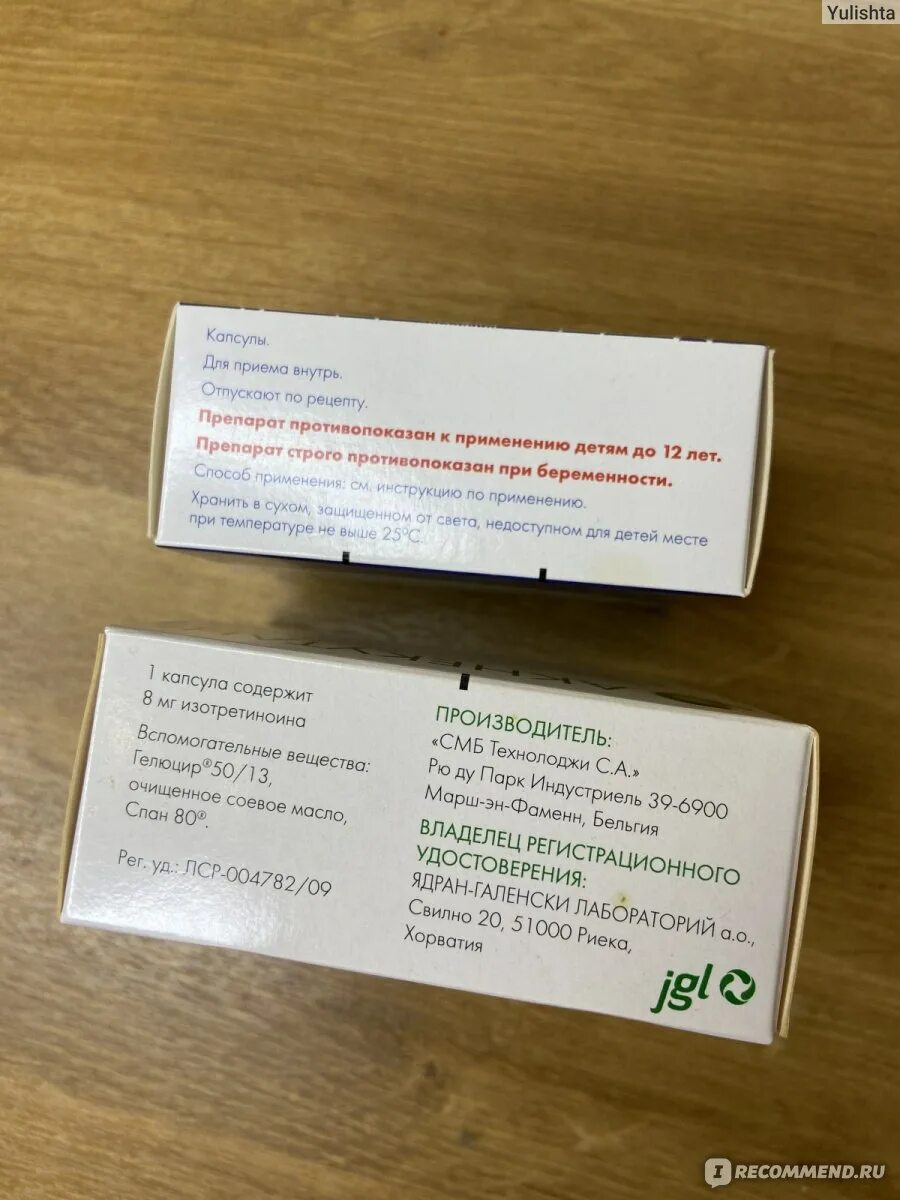 Yulishta
Капсулы.
Для приема внутрь.
Отпускают по рецепту.
Препарат противопоказан к применению детям до 12 лет.
Препарат строго противопоказан при беременности.
Способ применения: см. инструкцию по применению.
Хранить в сухом, защищенном от света, недоступном для детей месте
при температуре не выше 25°С.
1 капсула содержит
8 мг изотретиноина
Вспомогательные вещества:
Гелюцир®50/13,
очищенное соевое масло,
Спан 80®.
Рег. уд.: ЛСР-004782/09
ПРОИЗВОДИТЕЛЬ:
«СМБ Технолоджи С.А.»
Рю ду Парк Индустриель 39-6900
Марш-эн-Фаменн, Бельгия
ВЛАДЕЛЕЦ РЕГИСТРАЦИОННОГО
УДОСТОВЕРЕНИЯ:
ЯДРАН-ГАЛЕНСКИ ЛАБОРАТОРИЙ а.о.,
Свилно 20, 51000 Риека,
Хорватия
jgl
IRECOMMEND.RU